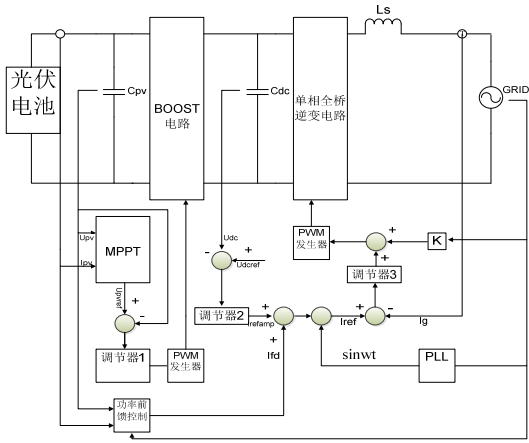 Ls
光伏
电池
Cpv
BOOST
电路
Cdc
单相全桥
逆变电路
GRID
Upv
Ipv
MPPT
Udc
-
+
Udcref
PWM
发生器
+
+
K
调节器3
Upvref
+
-
调节器2
Irefamp
+
+
Ifd
Iref
+
-
Ig
调节器1
PWM
发生器
sinwt
PLL
功率前
馈控制